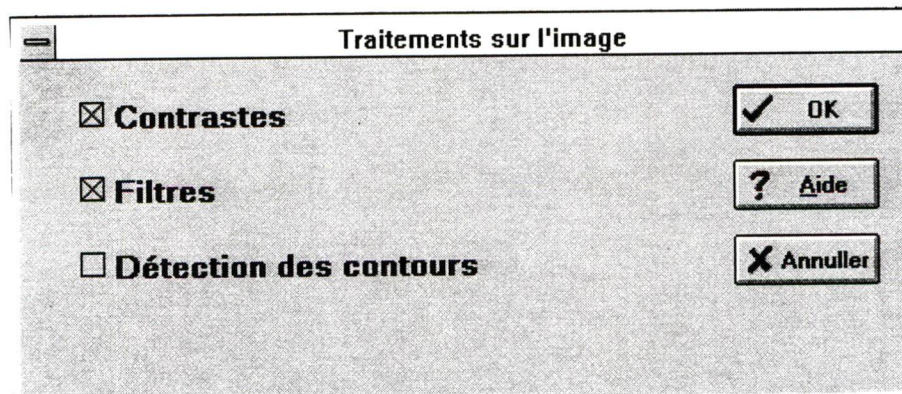 Traitements sur l'image
Contrastes
Filtres
Détection des contours
OK
? Aide
Annuller